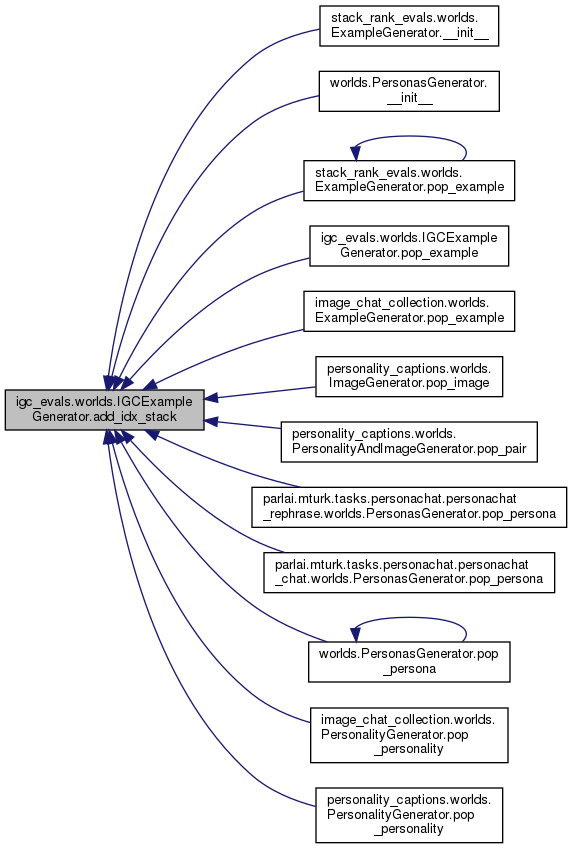 stack_rank_evals.worlds.
ExampleGenerator.__init__
worlds.PersonasGenerator.
__init__
stack_rank_evals.worlds.
ExampleGenerator.pop_example
igc_evals.worlds.IGCExample
Generator.pop_example
image_chat_collection.worlds.
ExampleGenerator.pop_example
personality_captions.worlds.
ImageGenerator.pop_image
igc_evals.worlds.IGCExample
Generator.add_idx_stack
personality_captions.worlds.
PersonalityAndImageGenerator.pop_pair
parlai.mturk.tasks.personachat.personachat
_rephrase.worlds.PersonasGenerator.pop_persona
parlai.mturk.tasks.personachat.personachat
_chat.worlds.PersonasGenerator.pop_persona
worlds.PersonasGenerator.pop
_persona
image_chat_collection.worlds.
PersonalityGenerator.pop
_personality
personality_captions.worlds.
PersonalityGenerator.pop
_personality